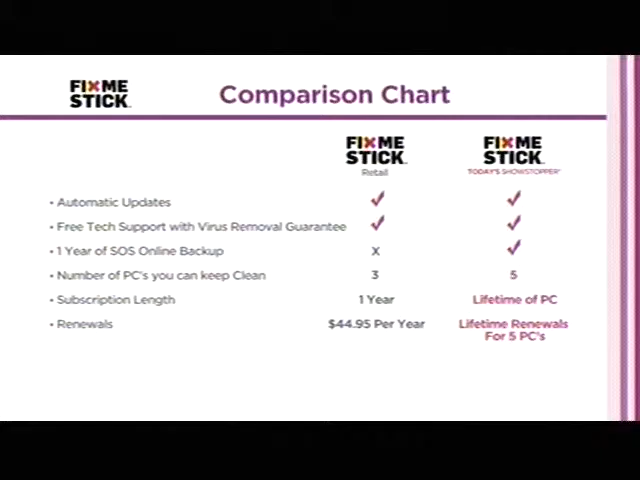 FIXME STICK
Comparison Chart
FIXME STICK FIXME STICK
Retail TODAY'S SHOWSTOPPER*
• Automatic Updates ✓ ✓
• Free Tech Support with Virus Removal Guarantee ✓ ✓
• 1 Year of SOS Online Backup X ✓
• Number of PC's you can keep Clean 3 5
• Subscription Length 1 Year Lifetime of PC
• Renewals $44.95 Per Year Lifetime Renewals
For 5 PC's